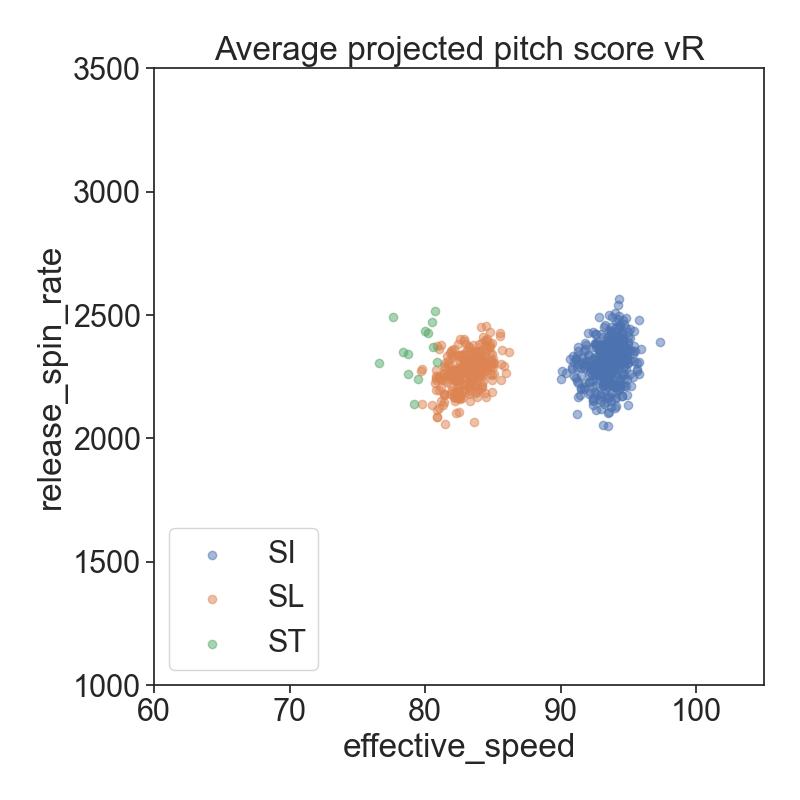 Average projected pitch score vR
3500
3000
2500
2000
1500
1000
release_spin_rate
SI
SL
ST
60 70 80 90 100
effective_speed